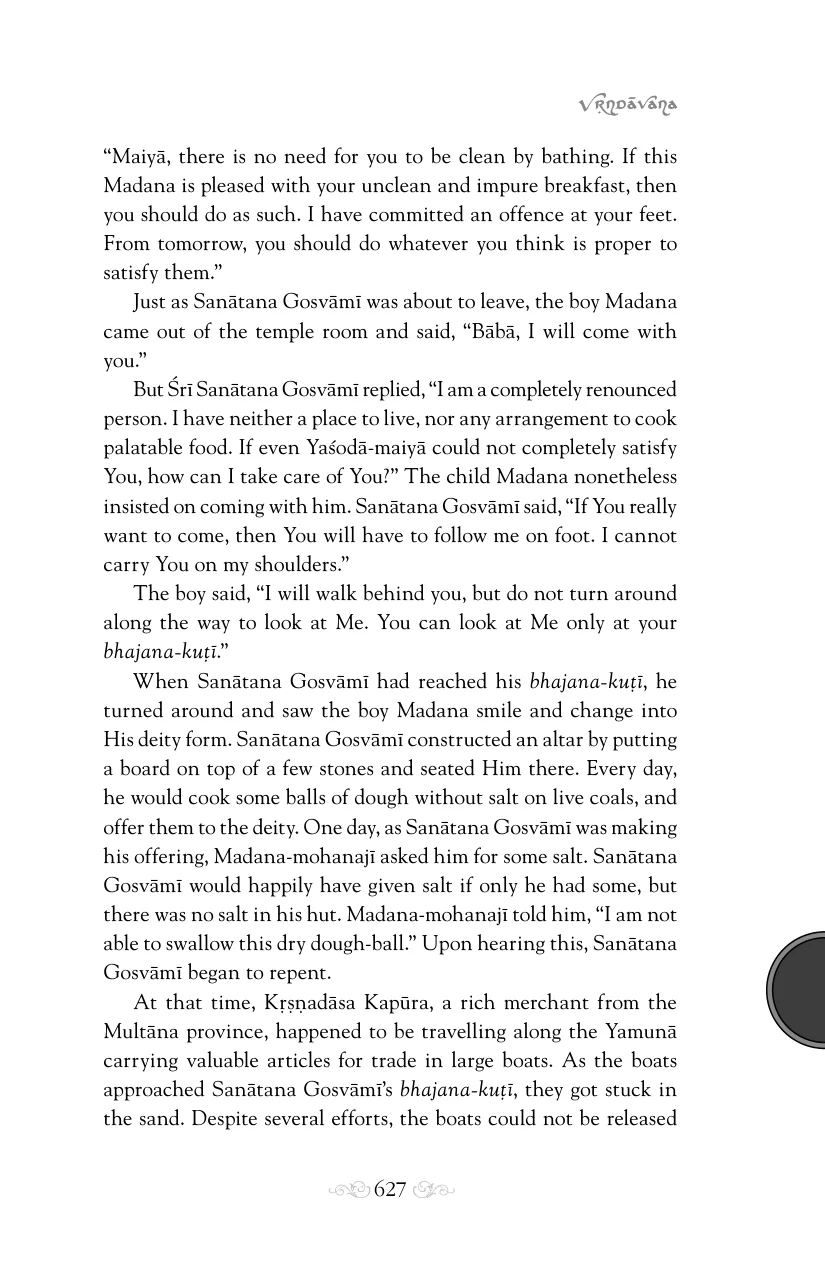 Vṛndāvana
“Maiyā, there is no need for you to be clean by bathing. If this
Madana is pleased with your unclean and impure breakfast, then
you should do as such. I have committed an offence at your feet.
From tomorrow, you should do whatever you think is proper to
satisfy them.”
Just as Sanātana Gosvāmī was about to leave, the boy Madana
came out of the temple room and said, “Bābā, I will come with
you.”
But Śrī Sanātana Gosvāmī replied, “I am a completely renounced
person. I have neither a place to live, nor any arrangement to cook
palatable food. If even Yaśodā-maiyā could not completely satisfy
You, how can I take care of You?” The child Madana nonetheless
insisted on coming with him. Sanātana Gosvāmī said, “If You really
want to come, then You will have to follow me on foot. I cannot
carry You on my shoulders.”
The boy said, “I will walk behind you, but do not turn around
along the way to look at Me. You can look at Me only at your
bhajana-kuṭī.”
When Sanātana Gosvāmī had reached his bhajana-kuṭī, he
turned around and saw the boy Madana smile and change into
His deity form. Sanātana Gosvāmī constructed an altar by putting
a board on top of a few stones and seated Him there. Every day,
he would cook some balls of dough without salt on live coals, and
offer them to the deity. One day, as Sanātana Gosvāmī was making
his offering, Madana-mohanajī asked him for some salt. Sanātana
Gosvāmī would happily have given salt if only he had some, but
there was no salt in his hut. Madana-mohanajī told him, “I am not
able to swallow this dry dough-ball.” Upon hearing this, Sanātana
Gosvāmī began to repent.
At that time, Kṛṣṇadāsa Kapūra, a rich merchant from the
Multāna province, happened to be travelling along the Yamunā
carrying valuable articles for trade in large boats. As the boats
approached Sanātana Gosvāmī’s bhajana-kuṭī, they got stuck in
the sand. Despite several efforts, the boats could not be released
627